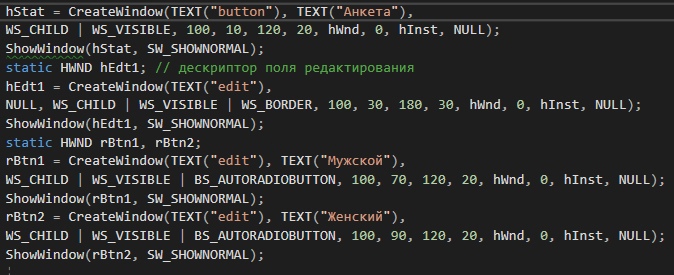 hStat = CreateWindow(TEXT("button"), TEXT("Анкета"),
WS_CHILD | WS_VISIBLE, 100, 10, 120, 20, hWnd, 0, hInst, NULL);
ShowWindow(hStat, SW_SHOWNORMAL);
static HWND hEdt1; // дескриптор поля редактирования
hEdt1 = CreateWindow(TEXT("edit"),
NULL, WS_CHILD | WS_VISIBLE | WS_BORDER, 100, 30, 180, 30, hWnd, 0, hInst, NULL);
ShowWindow(hEdt1, SW_SHOWNORMAL);
static HWND rBtn1, rBtn2;
rBtn1 = CreateWindow(TEXT("edit"), TEXT("Мужской"),
WS_CHILD | WS_VISIBLE | BS_AUTORADIOBUTTON, 100, 70, 120, 20, hWnd, 0, hInst, NULL);
ShowWindow(rBtn1, SW_SHOWNORMAL);
rBtn2 = CreateWindow(TEXT("edit"), TEXT("Женский"),
WS_CHILD | WS_VISIBLE | BS_AUTORADIOBUTTON, 100, 90, 120, 20, hWnd, 0, hInst, NULL);
ShowWindow(rBtn2, SW_SHOWNORMAL);